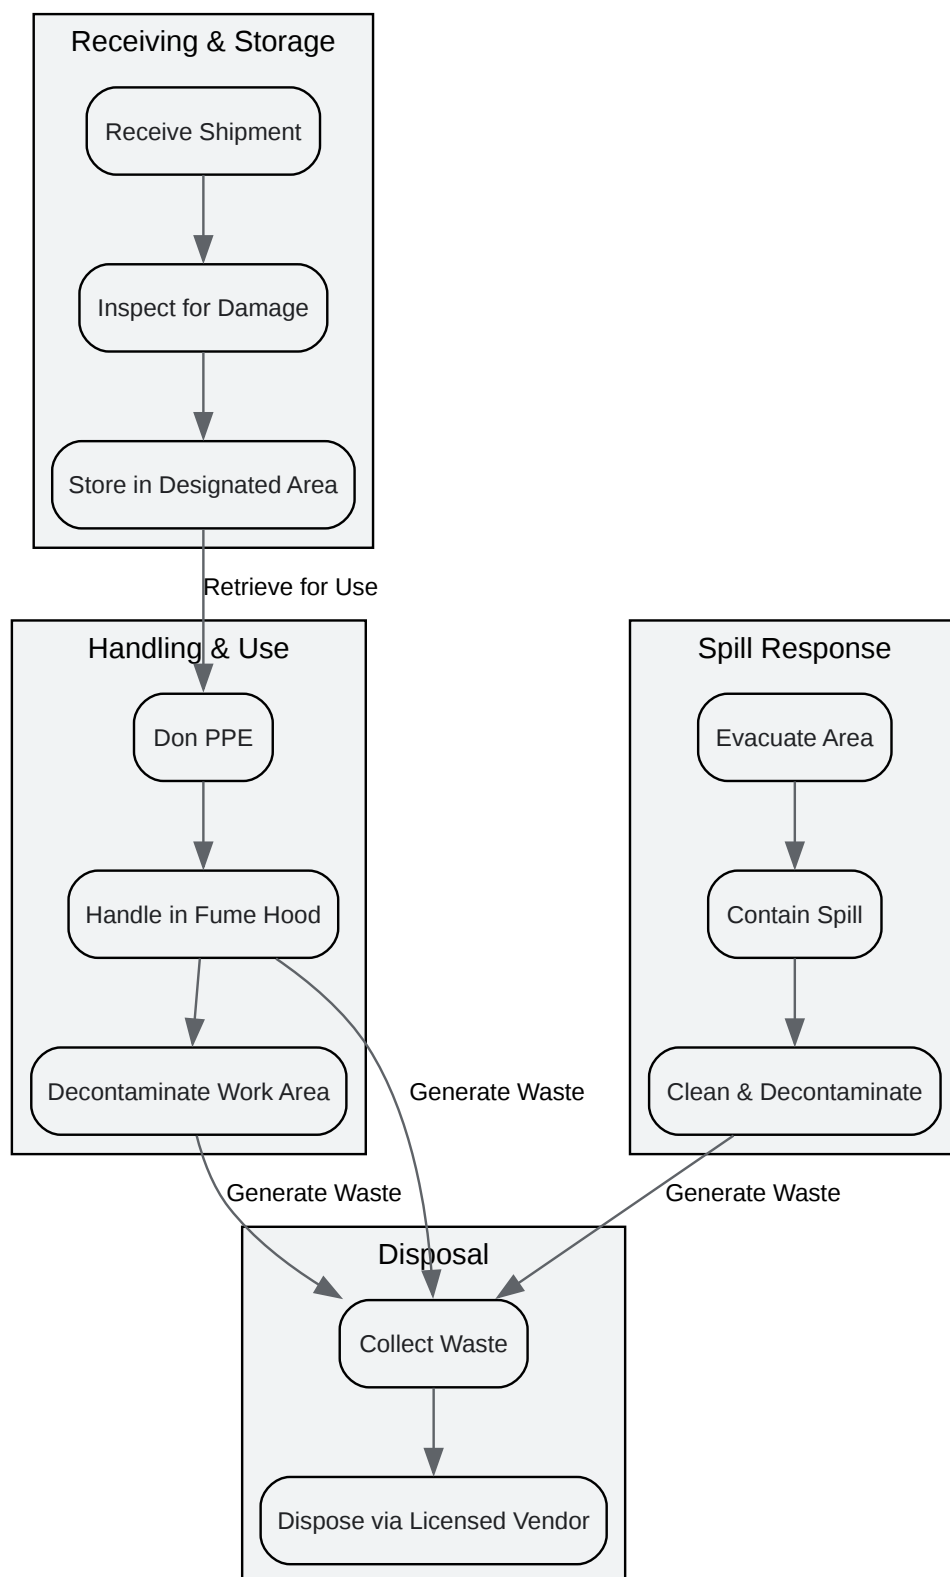 Receiving & Storage
Receive Shipment
Inspect for Damage
Store in Designated Area
Retrieve for Use
Handling & Use
Don PPE
Handle in Fume Hood
Decontaminate Work Area
Spill Response
Evacuate Area
Contain Spill
Clean & Decontaminate
Generate Waste
Generate Waste
Generate Waste
Disposal
Collect Waste
Dispose via Licensed Vendor